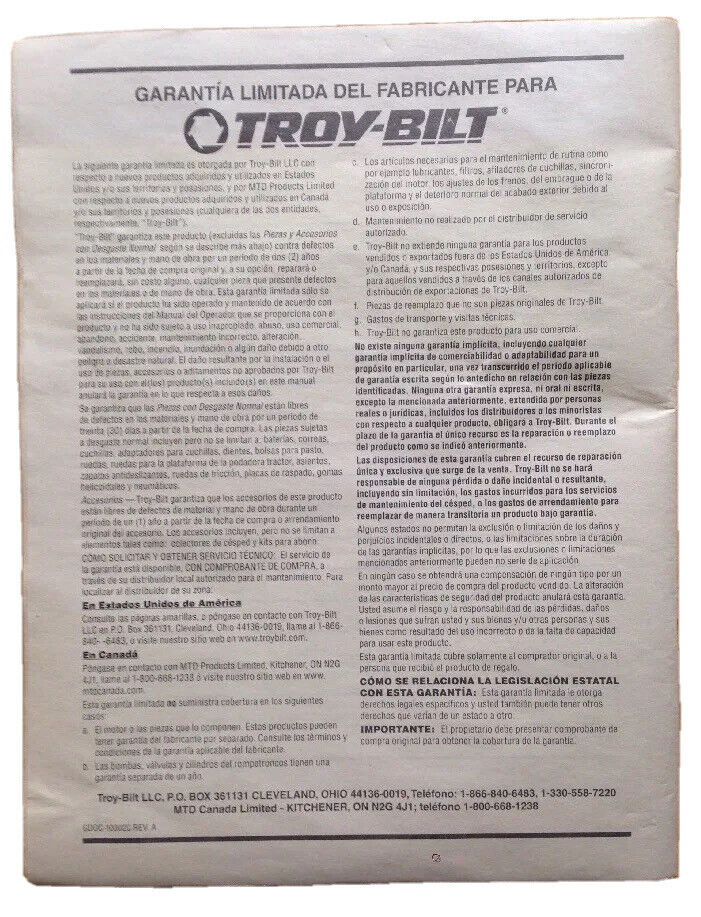 GARANTÍA LIMITADA DEL FABRICANTE PARA
TROY-BILT®
La siguiente garantía limitada es otorgada por Troy-Bilt LLC con
respecto a nuevos productos adquiridos y utilizados en Estados
Unidos y/o sus territorios y posesiones, y por MTD Products Limited
con respecto a nuevos productos adquiridos y utilizados en Canadá
y/o sus territorios y posesiones (cualquiera de las dos entidades,
respectivamente, "Troy-Bilt").
"Troy-Bilt" garantiza este producto (excluidas las Piezas y Accesorios
con Desgaste Normal según se describe más abajo) contra defectos
en los materiales y mano de obra por un período de dos (2) años
a partir de la fecha de compra original y, a su opción, reparará o
reemplazará, sin costo alguno, cualquier pieza que presente defectos
en los materiales o de mano de obra. Esta garantía limitada sólo se
aplicará si el producto ha sido operado y mantenido de acuerdo con
las instrucciones del Manual del Operador que se proporciona con el
producto y no ha sido sujeto a uso inapropiado, abuso, uso comercial,
abandono, accidente, mantenimiento incorrecto, alteración,
vandalismo, robo, incendio, inundación o algún daño debido a otro
peligro o desastre natural. El daño resultante por la instalación o el
uso de piezas, accesorios o aditamentos no aprobados por Troy-Bilt
para su uso con el(los) producto(s) incluido(s) en este manual
anulará la garantía en lo que respecta a esos daños.
Se garantiza que las Piezas con Desgaste Normal están libres
de defectos en los materiales y mano de obra por un período de
treinta (30) días a partir de la fecha de compra. Las piezas sujetas
a desgaste normal incluyen pero no se limitan a: baterías, correas,
cuchillas, adaptadores para cuchillas, dientes, bolsas para pasto,
ruedas, ruedas para la plataforma de la podadora tractor, asientos,
zapatas antideslizantes, ruedas de fricción, placas de raspado, gomas
helicoidales y neumáticos.
Accesorios — Troy-Bilt garantiza que los accesorios de este producto
están libres de defectos de material y mano de obra durante un
período de un (1) año a partir de la fecha de compra o arrendamiento
original del accesorio. Los accesorios incluyen, pero no se limitan a
elementos tales como: colectores de césped y kits para abono.
CÓMO SOLICITAR Y OBTENER SERVICIO TÉCNICO: El servicio de
la garantía está disponible, CON COMPROBANTE DE COMPRA, a
través de su distribuidor local autorizado para el mantenimiento. Para
localizar al distribuidor de su zona:
En Estados Unidos de América
Consulte las páginas amarillas, o póngase en contacto con Troy-Bilt
LLC en P.O. Box 361131, Cleveland, Ohio 44136-0019, llame al 1-866-
840- -6483, o visite nuestro sitio web en www.troybilt.com.
En Canadá
Póngase en contacto con MTD Products Limited, Kitchener, ON N2G
4J1, llame al 1-800-668-1238 ó visite nuestro sitio web en www.
mtdcanada.com.
Esta garantía limitada no suministra cobertura en los siguientes
casos:
a. El motor o las piezas que lo componen. Estos productos pueden
tener garantía del fabricante por separado. Consulte los términos y
condiciones de la garantía aplicable del fabricante.
b. Las bombas, válvulas y cilindros del rompetroncos tienen una
garantía separada de un año.
c. Los artículos necesarios para el mantenimiento de rutina como
por ejemplo lubricantes, filtros, afiladores de cuchillas, sincroni-
zación del motor, los ajustes de los frenos, del embrague o de la
plataforma y el deterioro normal del acabado exterior debido al
uso o exposición.
d. Mantenimiento no realizado por el distribuidor de servicio
autorizado.
e. Troy-Bilt no extiende ninguna garantía para los productos
vendidos o exportados fuera de los Estados Unidos de América
y/o Canadá, y sus respectivas posesiones y territorios, excepto
para aquellos vendidos a través de los canales autorizados de
distribución de exportaciones de Troy-Bilt.
f. Piezas de reemplazo que no son piezas originales de Troy-Bilt.
g. Gastos de transporte y visitas técnicas.
h. Troy-Bilt no garantiza este producto para uso comercial.
No existe ninguna garantía implícita, incluyendo cualquier
garantía implícita de comerciabilidad o adaptabilidad para un
propósito en particular, una vez transcurrido el período aplicable
de garantía escrita según lo antedicho en relación con las piezas
identificadas. Ninguna otra garantía expresa, ni oral ni escrita,
excepto la mencionada anteriormente, extendida por personas
reales o jurídicas, incluidos los distribuidores o los minoristas
con respecto a cualquier producto, obligará a Troy-Bilt. Durante el
plazo de la garantía el único recurso es la reparación o reemplazo
del producto como se indicó anteriormente.
Las disposiciones de esta garantía cubren el recurso de reparación
única y exclusiva que surge de la venta. Troy-Bilt no se hará
responsable de ninguna pérdida o daño incidental o resultante,
incluyendo sin limitación, los gastos incurridos para los servicios
de mantenimiento del césped, o los gastos de arrendamiento para
reemplazar de manera transitoria un producto bajo garantía.
Algunos estados no permiten la exclusión o limitación de los daños y
perjuicios incidentales o directos, o las limitaciones sobre la duración
de las garantías implícitas, por lo que las exclusiones o limitaciones
mencionadas anteriormente pueden no serle de aplicación.
En ningún caso se obtendrá una compensación de ningún tipo por un
monto mayor al precio de compra del producto vendido. La alteración
de las características de seguridad del producto anulará esta garantía.
Usted asume el riesgo y la responsabilidad de las pérdidas, daños
o lesiones que sufran usted y sus bienes y/u otras personas y sus
bienes como resultado del uso incorrecto o de la falta de capacidad
para usar este producto.
Esta garantía limitada cubre solamente al comprador original, o a la
persona que recibió el producto de regalo.
CÓMO SE RELACIONA LA LEGISLACIÓN ESTATAL
CON ESTA GARANTÍA: Esta garantía limitada le otorga
derechos legales específicos y usted también puede tener otros
derechos que varían de un estado a otro.
IMPORTANTE: El propietario debe presentar comprobante de
compra original para obtener la cobertura de la garantía.
Troy-Bilt LLC, P.O. BOX 361131 CLEVELAND, OHIO 44136-0019, Teléfono: 1-866-840-6483, 1-330-558-7220
MTD Canada Limited - KITCHENER, ON N2G 4J1; teléfono 1-800-668-1238
GDOC-100020 REV. A